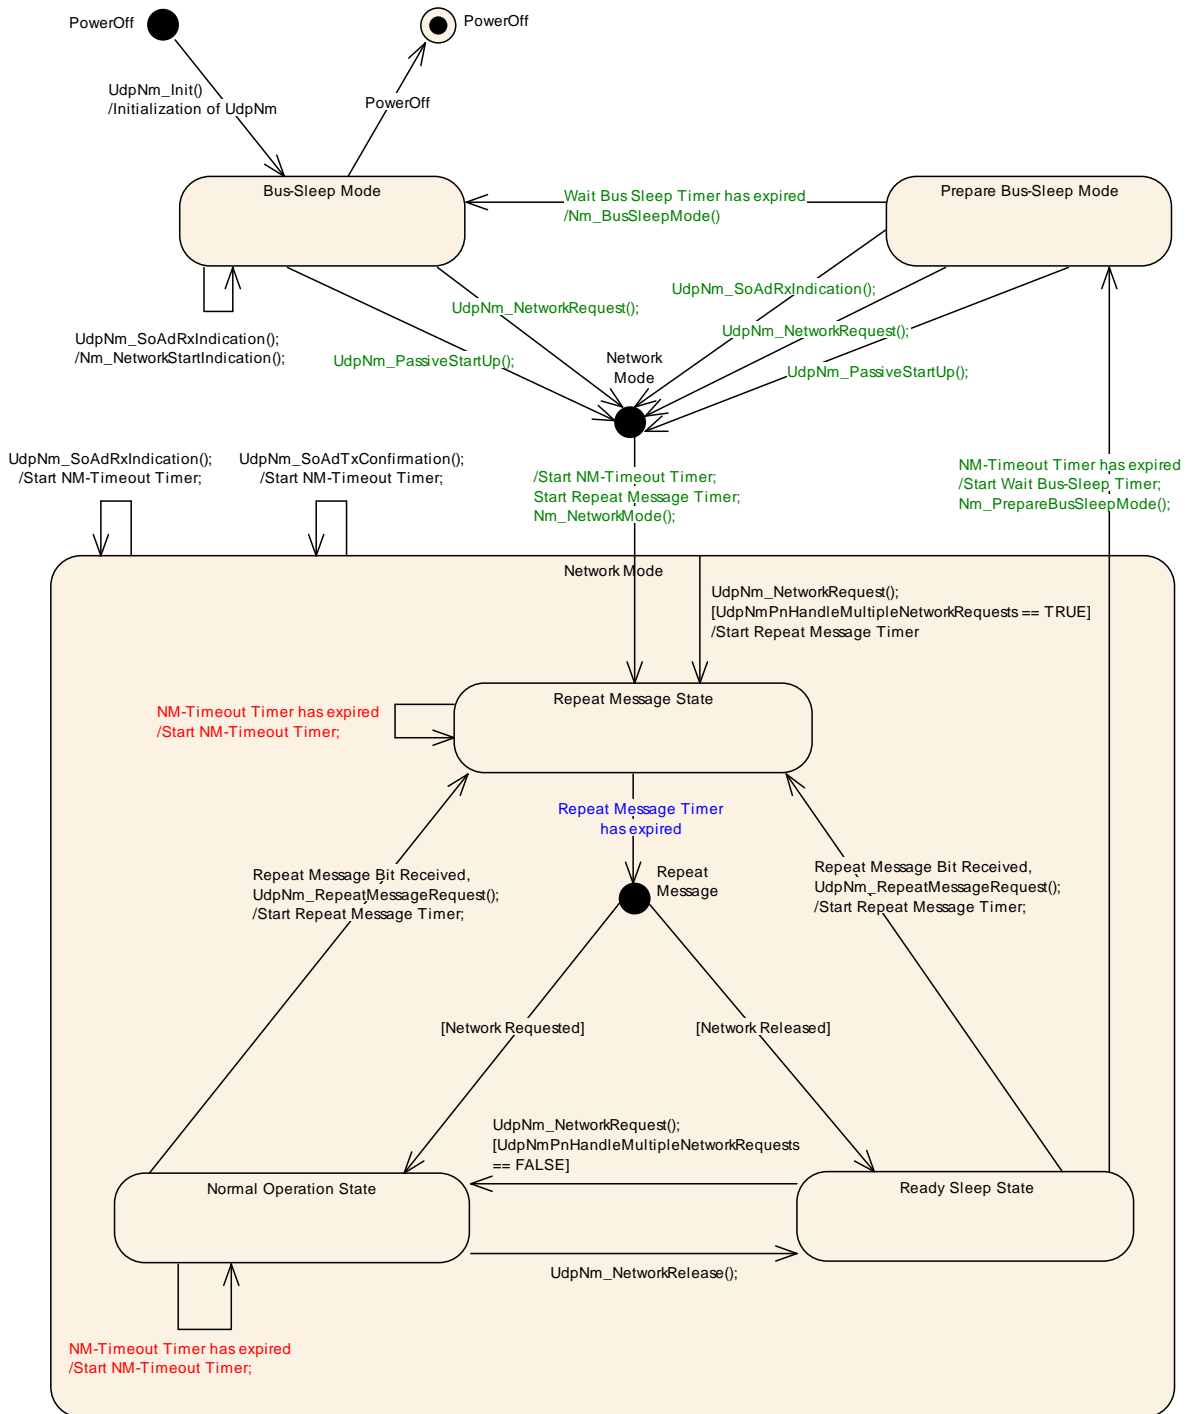 PowerOff
PowerOff
UdpNm_Init()
/Initialization of UdpNm
PowerOff
Bus-Sleep Mode
Prepare Bus-Sleep Mode
Wait Bus Sleep Timer has expired
/Nm_BusSleepMode()
UdpNm_SoAdRxIndication();
/Nm_NetworkStartIndication();
UdpNm_NetworkRequest();
UdpNm_PassiveStartUp();
UdpNm_SoAdRxIndication();
UdpNm_NetworkRequest();
UdpNm_PassiveStartUp();
Network
Mode
UdpNm_SoAdRxIndication();
/Start NM-Timeout Timer;
UdpNm_SoAdTxConfirmation();
/Start NM-Timeout Timer;
/Start NM-Timeout Timer;
Start Repeat Message Timer;
Nm_NetworkMode();
NM-Timeout Timer has expired
/Start Wait Bus-Sleep Timer;
Nm_PrepareBusSleepMode();
Network Mode
UdpNm_NetworkRequest();
[UdpNmPnHandleMultipleNetworkRequests == TRUE]
/Start Repeat Message Timer
Repeat Message State
NM-Timeout Timer has expired
/Start NM-Timeout Timer;
Repeat Message Timer
has expired
Repeat
Message
Repeat Message Bit Received,
UdpNm_RepeatMessageRequest();
/Start Repeat Message Timer;
Repeat Message Bit Received,
UdpNm_RepeatMessageRequest();
/Start Repeat Message Timer;
[Network Requested]
[Network Released]
UdpNm_NetworkRequest();
[UdpNmPnHandleMultipleNetworkRequests
== FALSE]
Normal Operation State
Ready Sleep State
UdpNm_NetworkRelease();
NM-Timeout Timer has expired
/Start NM-Timeout Timer;